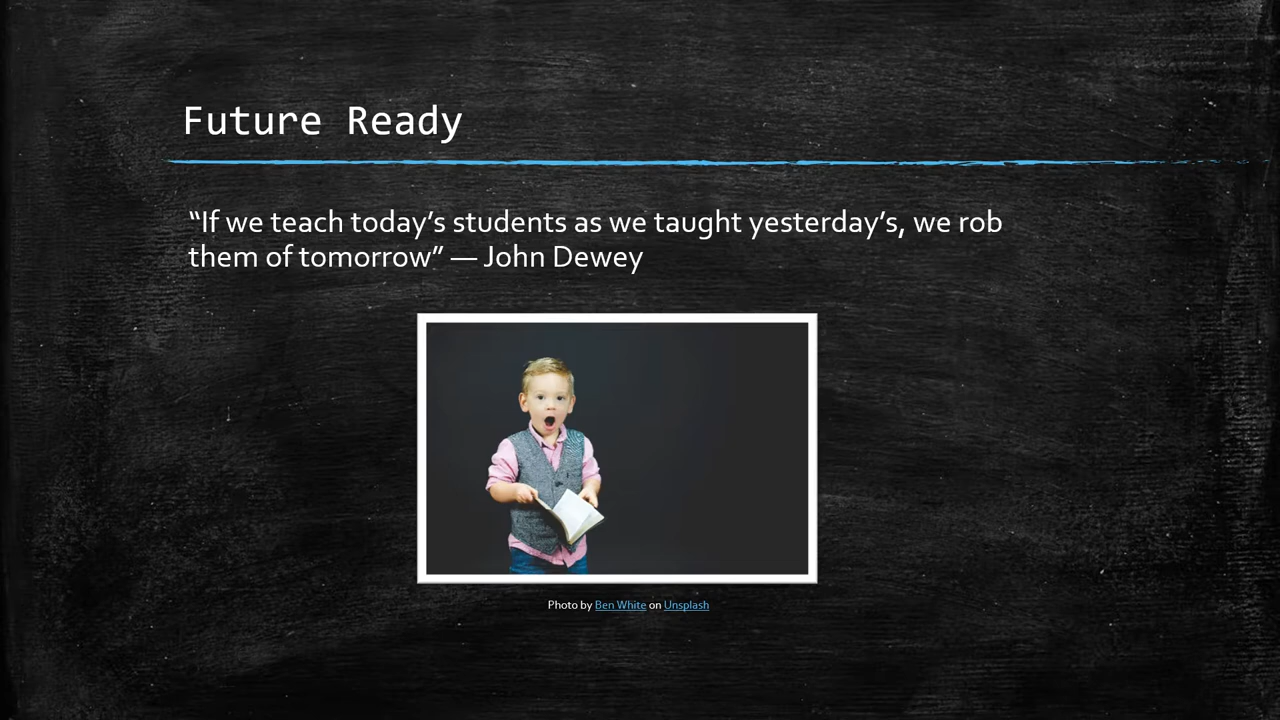 Future Ready
“If we teach today’s students as we taught yesterday’s, we rob
them of tomorrow” — John Dewey
Photo by Ben White on Unsplash